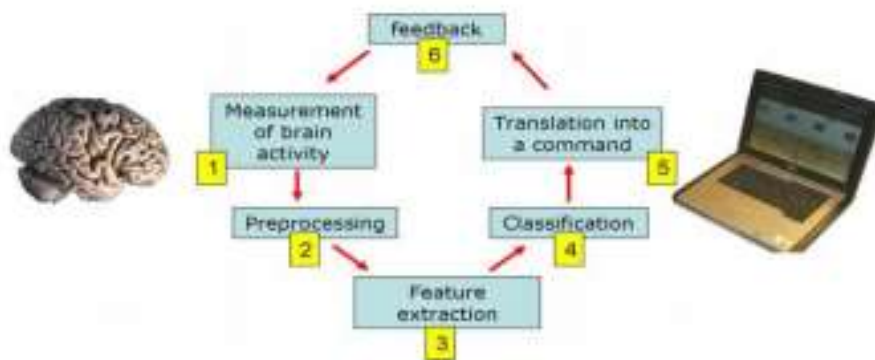 feedback
6
Measurement
of brain
activity
1
Preprocessing
2
Feature
extraction
3
Classification
4
Translation into
a command
5